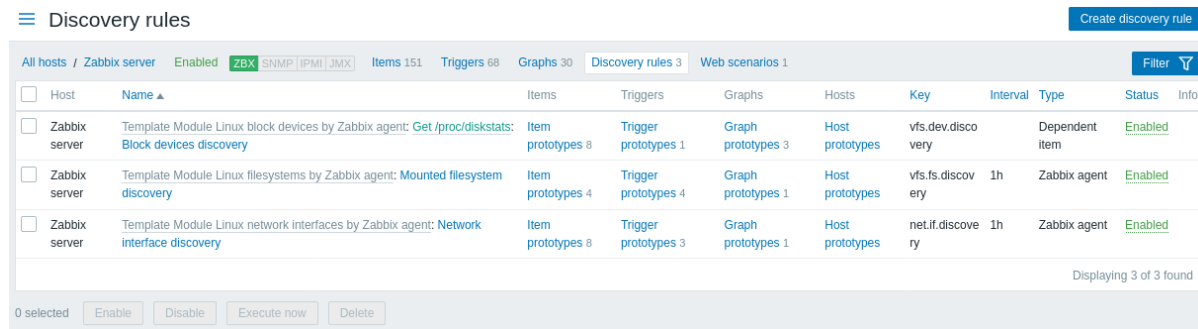 Discovery rules
Create discovery rule
All hosts / Zabbix server Enabled ZBX SNMP IPMI JMX Items 151 Triggers 68 Graphs 30 Discovery rules 3 Web scenarios 1 Filter
Host Name Items Triggers Graphs Hosts Key Interval Type Status Info
Zabbix Template Module Linux block devices by Zabbix agent: Get /proc/diskstats: Item Trigger Graph Host vfs.dev.disco Dependent Enabled
server Block devices discovery prototypes 8 prototypes 1 prototypes 3 prototypes very item
Zabbix Template Module Linux filesystems by Zabbix agent: Mounted filesystem Item Trigger Graph Host vfs.fs.discov 1h Zabbix agent Enabled
server discovery prototypes 4 prototypes 2 prototypes 1 prototypes ery
Zabbix Template Module Linux network interfaces by Zabbix agent: Network Item Trigger Graph Host net.if.discove 1h Zabbix agent Enabled
server interface discovery prototypes 8 prototypes 3 prototypes 1 prototypes ry
Displaying 3 of 3 found
0 selected Enable Disable Execute now Delete